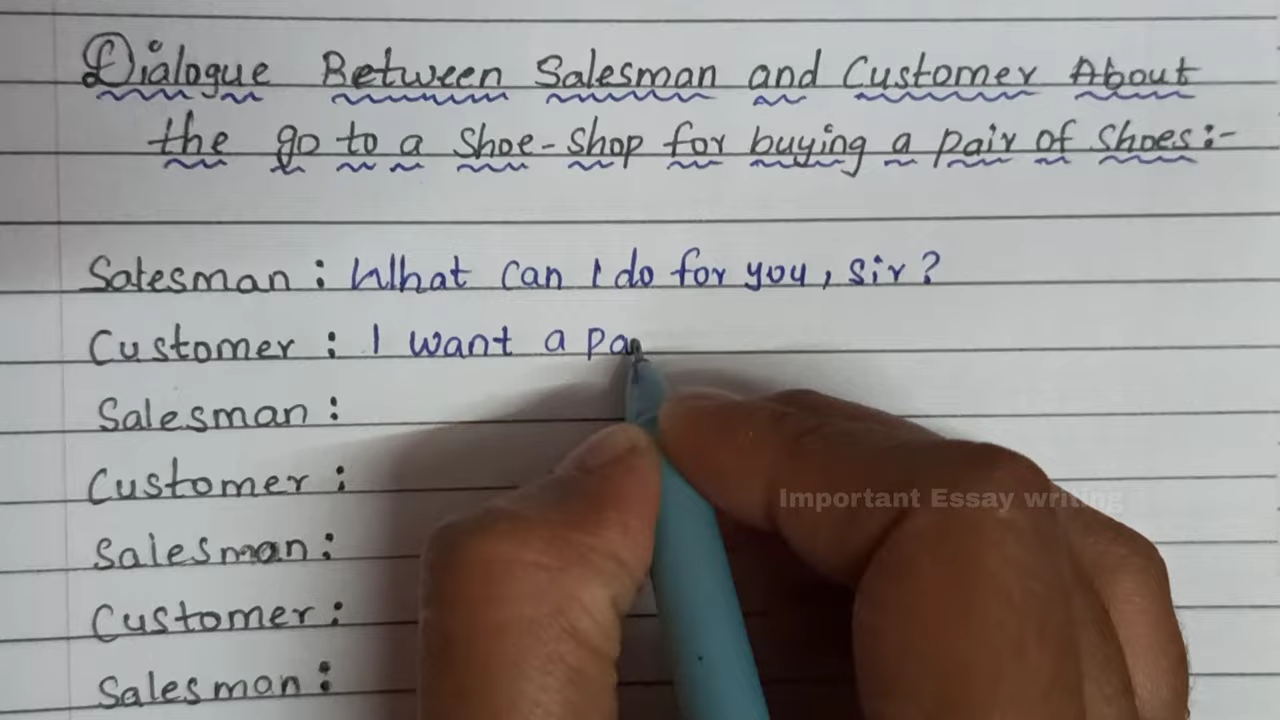 Dialogue Between Salesman and Customer About
the go to a shoe-shop for buying a pair of shoes:-
Salesman : What can I do for you, sir?
Customer : I want a pa
Salesman :
Customer :
Salesman :
Customer :
Salesman :
Important Essay writing